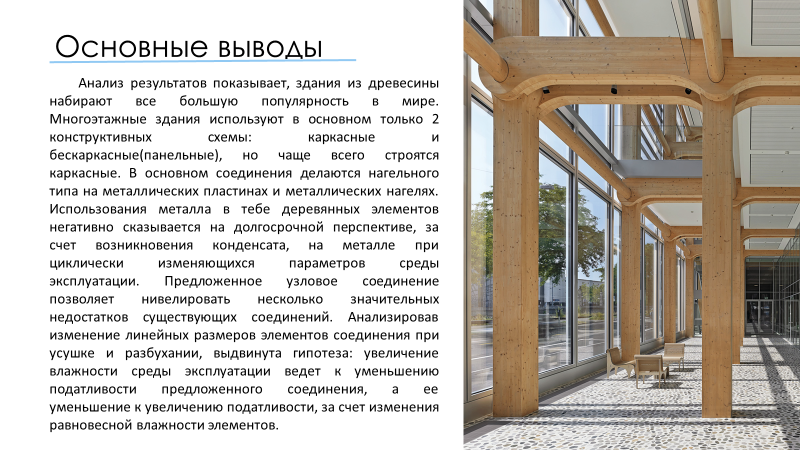 Основные выводы
Анализ результатов показывает, здания из древесины
набирают все большую популярность в мире.
Многоэтажные здания используют в основном только 2
конструктивных схемы: каркасные и
бескаркасные(панельные), но чаще всего строятся
каркасные. В основном соединения делаются нагельного
типа на металлических пластинах и металлических нагелях.
Использования металла в тебе деревянных элементов
негативно сказывается на долгосрочной перспективе, за
счет возникновения конденсата, на металле при
циклически изменяющихся параметров среды
эксплуатации. Предложенное узловое соединение
позволяет нивелировать несколько значительных
недостатков существующих соединений. Анализировав
изменение линейных размеров элементов соединения при
усушке и разбухании, выдвинута гипотеза: увеличение
влажности среды эксплуатации ведет к уменьшению
податливости предложенного соединения, а ее
уменьшение к увеличению податливости, за счет изменения
равновесной влажности элементов.